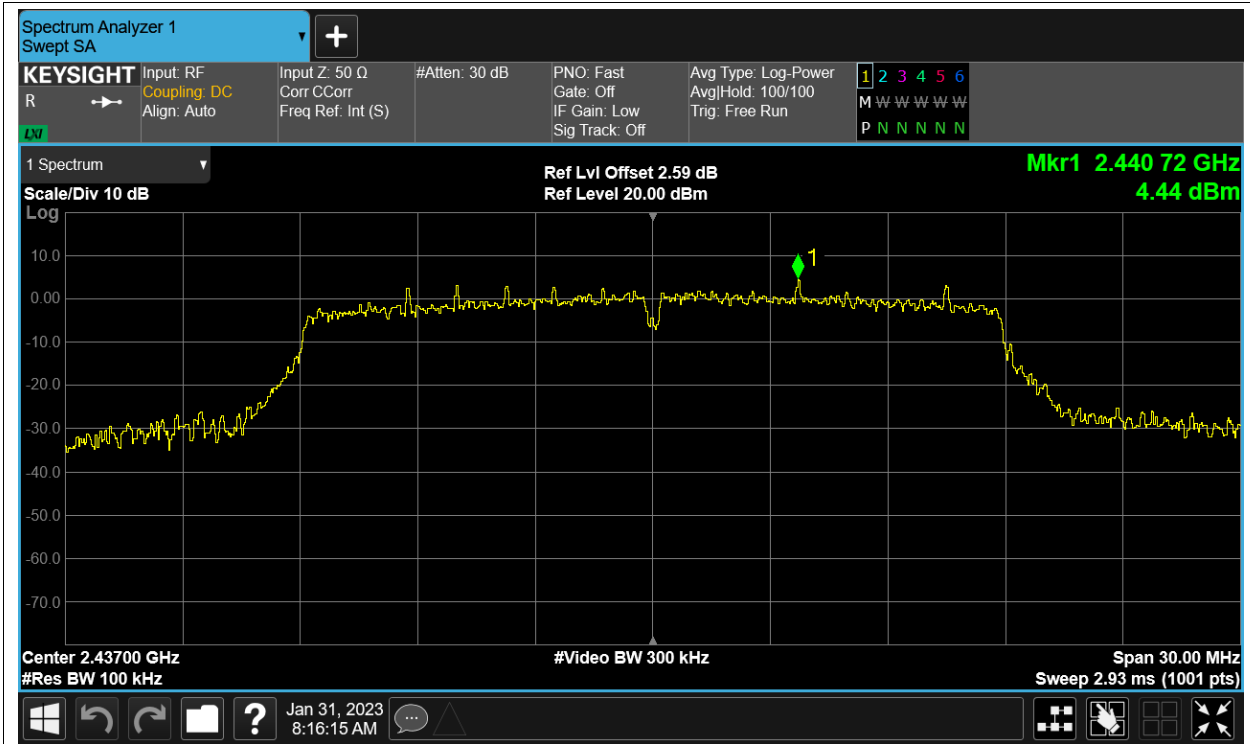 Spectrum Analyzer 1
Swept SA
KEYSIGHT
R
LXI
Input: RF
Coupling: DC
Align: Auto
Input Z: 50 Ω
Corr CCorr
Freq Ref: Int (S)
#Atten: 30 dB
PNO: Fast
Gate: Off
IF Gain: Low
Sig Track: Off
Avg Type: Log-Power
Avg|Hold: 100/100
Trig: Free Run
1 2 3 4 5 6
M W W W W W W
P N N N N N N
1 Spectrum
Scale/Div 10 dB
Log
Ref Lvl Offset 2.59 dB
Ref Level 20.00 dBm
Mkr1 2.440 72 GHz
4.44 dBm
1
10.0
0.00
-10.0
-20.0
-30.0
-40.0
-50.0
-60.0
-70.0
Center 2.43700 GHz
#Res BW 100 kHz
#Video BW 300 kHz
Span 30.00 MHz
Sweep 2.93 ms (1001 pts)
?
Jan 31, 2023
8:16:15 AM